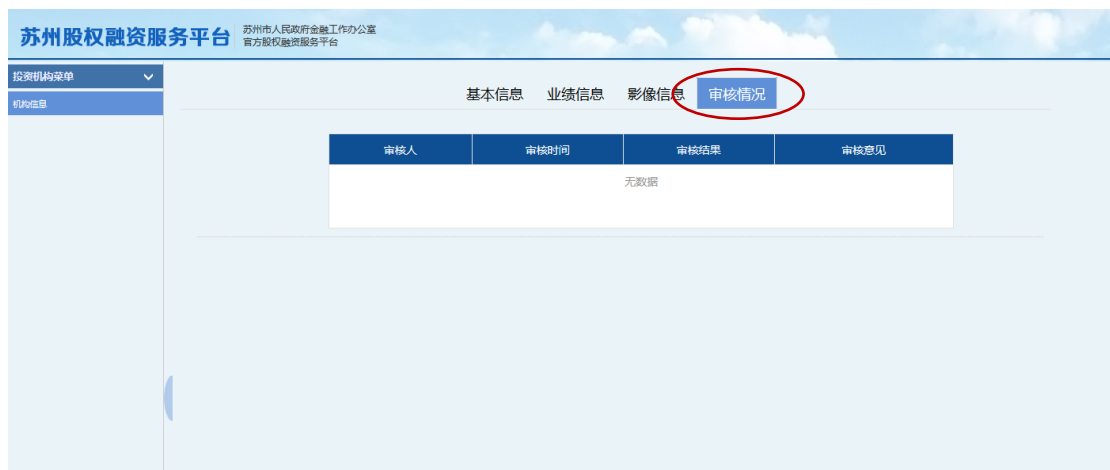 苏州股权融资服务平台
苏州市人民政府金融工作办公室
官方股权融资服务平台
投资机构菜单
机构信息
基本信息 业绩信息 影像信息 审核情况
审核人 审核时间 审核结果 审核意见
无数据